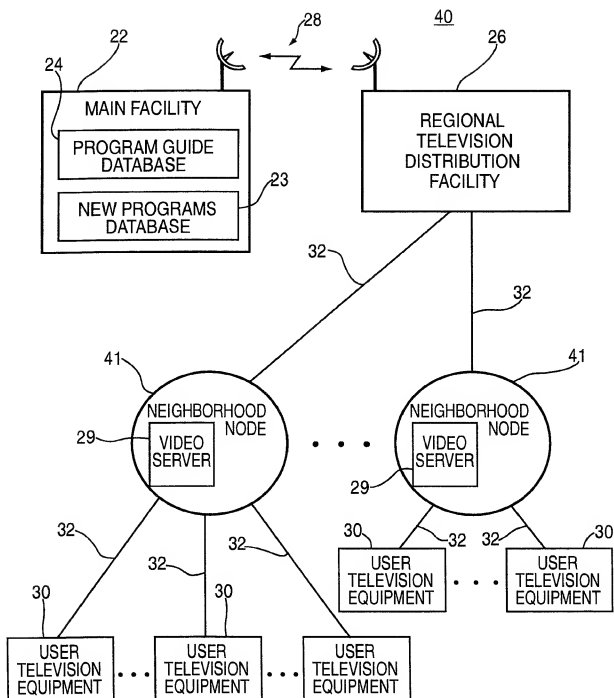 28
40
22
24
26
MAIN FACILITY
PROGRAM GUIDE
DATABASE
NEW PROGRAMS
DATABASE
23
REGIONAL
TELEVISION
DISTRIBUTION
FACILITY
32
32
41
41
NEIGHBORHOOD
NODE
29
VIDEO
SERVER
NEIGHBORHOOD
NODE
29
VIDEO
SERVER
32
32
32
30
32
32
30
USER
TELEVISION
EQUIPMENT
USER
TELEVISION
EQUIPMENT
30
30
USER
TELEVISION
EQUIPMENT
USER
TELEVISION
EQUIPMENT
USER
TELEVISION
EQUIPMENT